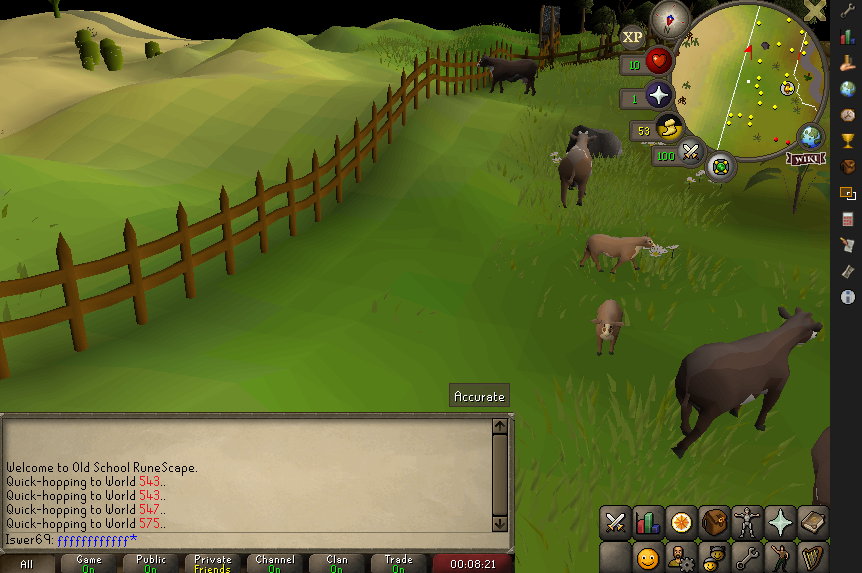 XP
10
1
53
100
WIKI
Accurate
Welcome to Old School RuneScape.
Quick-hopping to World 543..
Quick-hopping to World 543..
Quick-hopping to World 547..
Quick-hopping to World 575..
Iswer69: ffffffffffff*
All
Game
On
Public
On
Private
Friends
Channel
On
Clan
On
Trade
On
00:08:21